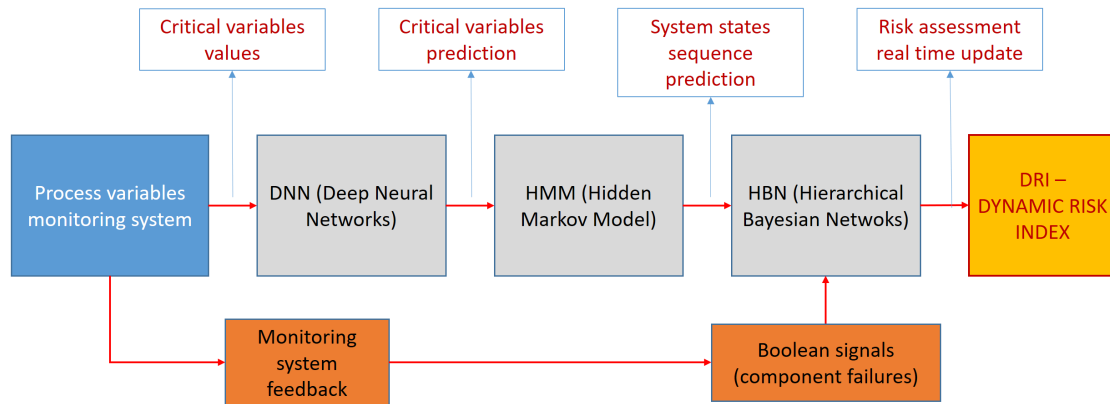 Critical variables
values
Critical variables
prediction
System states
sequence
prediction
Risk assessment
real time update
Process variables
monitoring system
DNN (Deep Neural
Networks)
HMM (Hidden
Markov Model)
HBN (Hierarchical
Bayesian Netwoks)
DRI –
DYNAMIC RISK
INDEX
Monitoring
system
feedback
Boolean signals
(component failures)